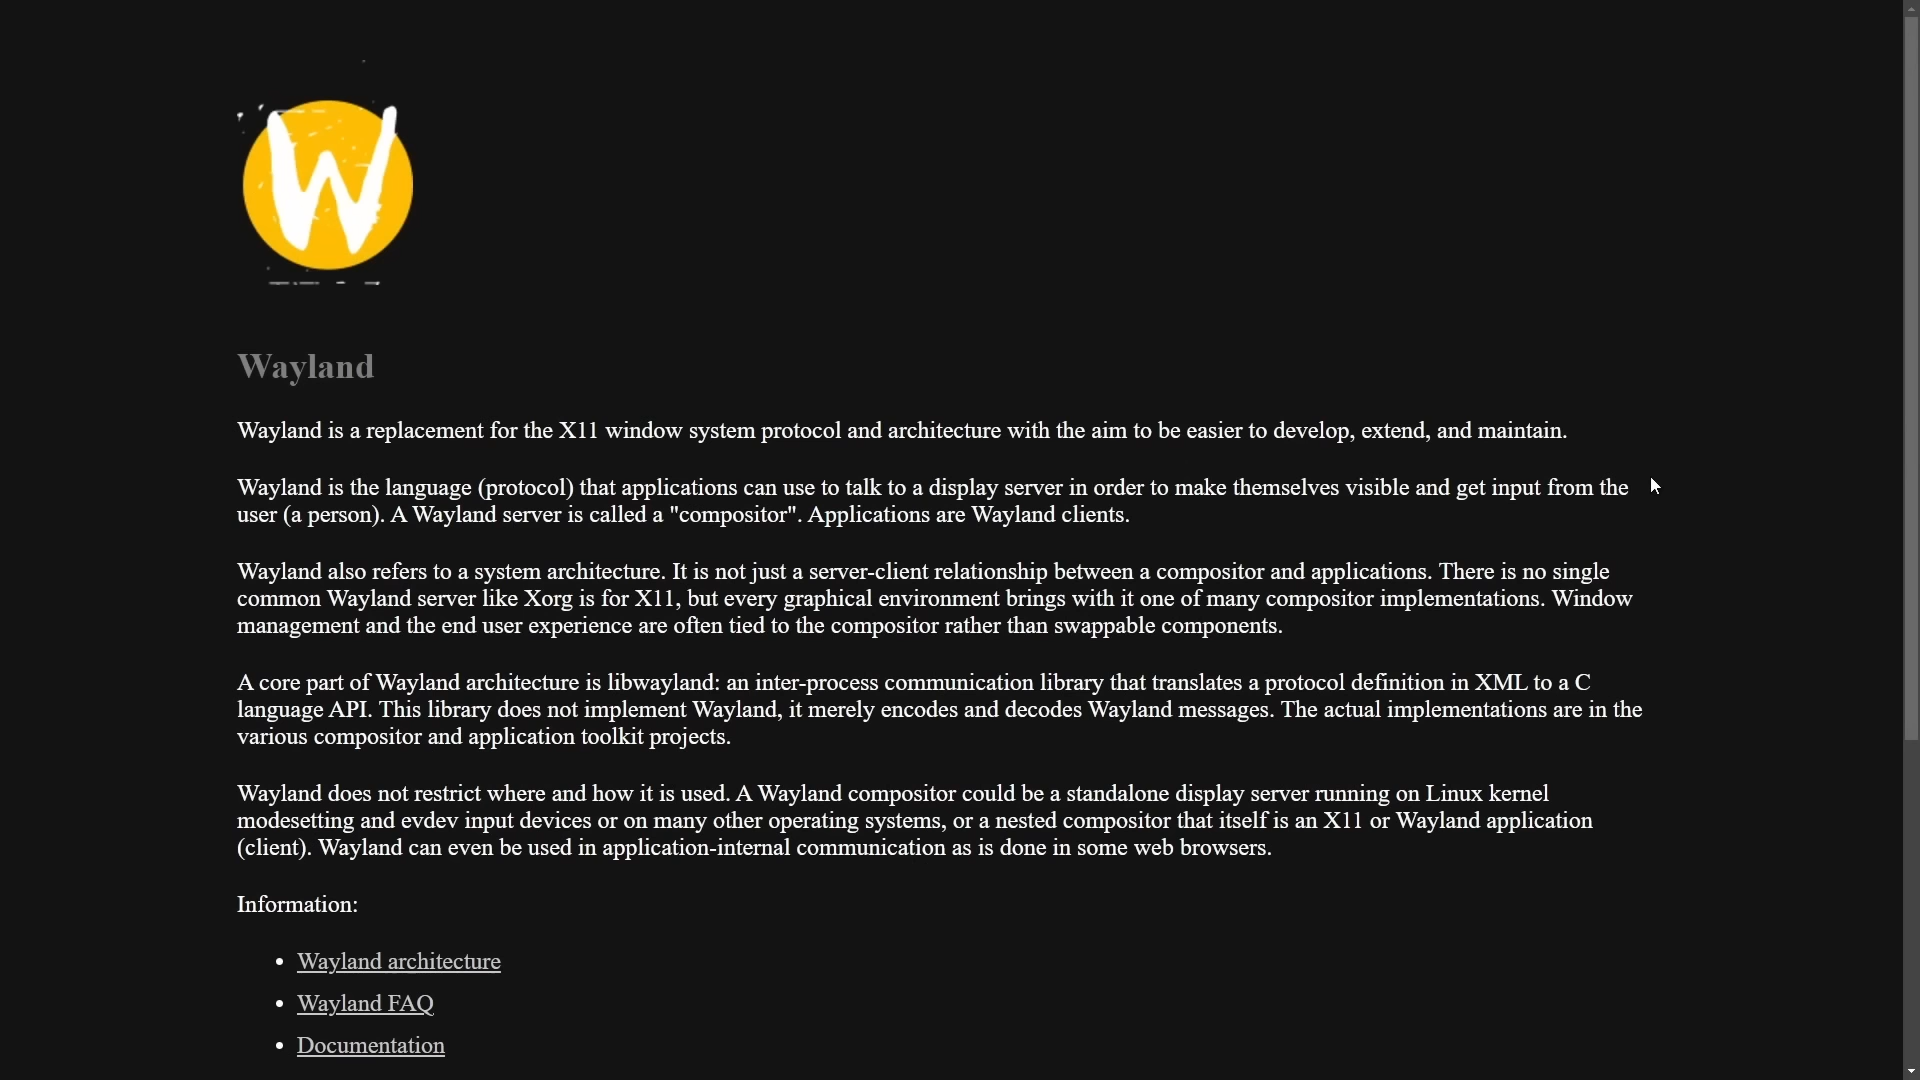 W
Wayland
Wayland is a replacement for the X11 window system protocol and architecture with the aim to be easier to develop, extend, and maintain.
Wayland is the language (protocol) that applications can use to talk to a display server in order to make themselves visible and get input from the
user (a person). A Wayland server is called a "compositor". Applications are Wayland clients.
Wayland also refers to a system architecture. It is not just a server-client relationship between a compositor and applications. There is no single
common Wayland server like Xorg is for X11, but every graphical environment brings with it one of many compositor implementations. Window
management and the end user experience are often tied to the compositor rather than swappable components.
A core part of Wayland architecture is libwayland: an inter-process communication library that translates a protocol definition in XML to a C
language API. This library does not implement Wayland, it merely encodes and decodes Wayland messages. The actual implementations are in the
various compositor and application toolkit projects.
Wayland does not restrict where and how it is used. A Wayland compositor could be a standalone display server running on Linux kernel
modesetting and evdev input devices or on many other operating systems, or a nested compositor that itself is an X11 or Wayland application
(client). Wayland can even be used in application-internal communication as is done in some web browsers.
Information:
• Wayland architecture
• Wayland FAQ
• Documentation